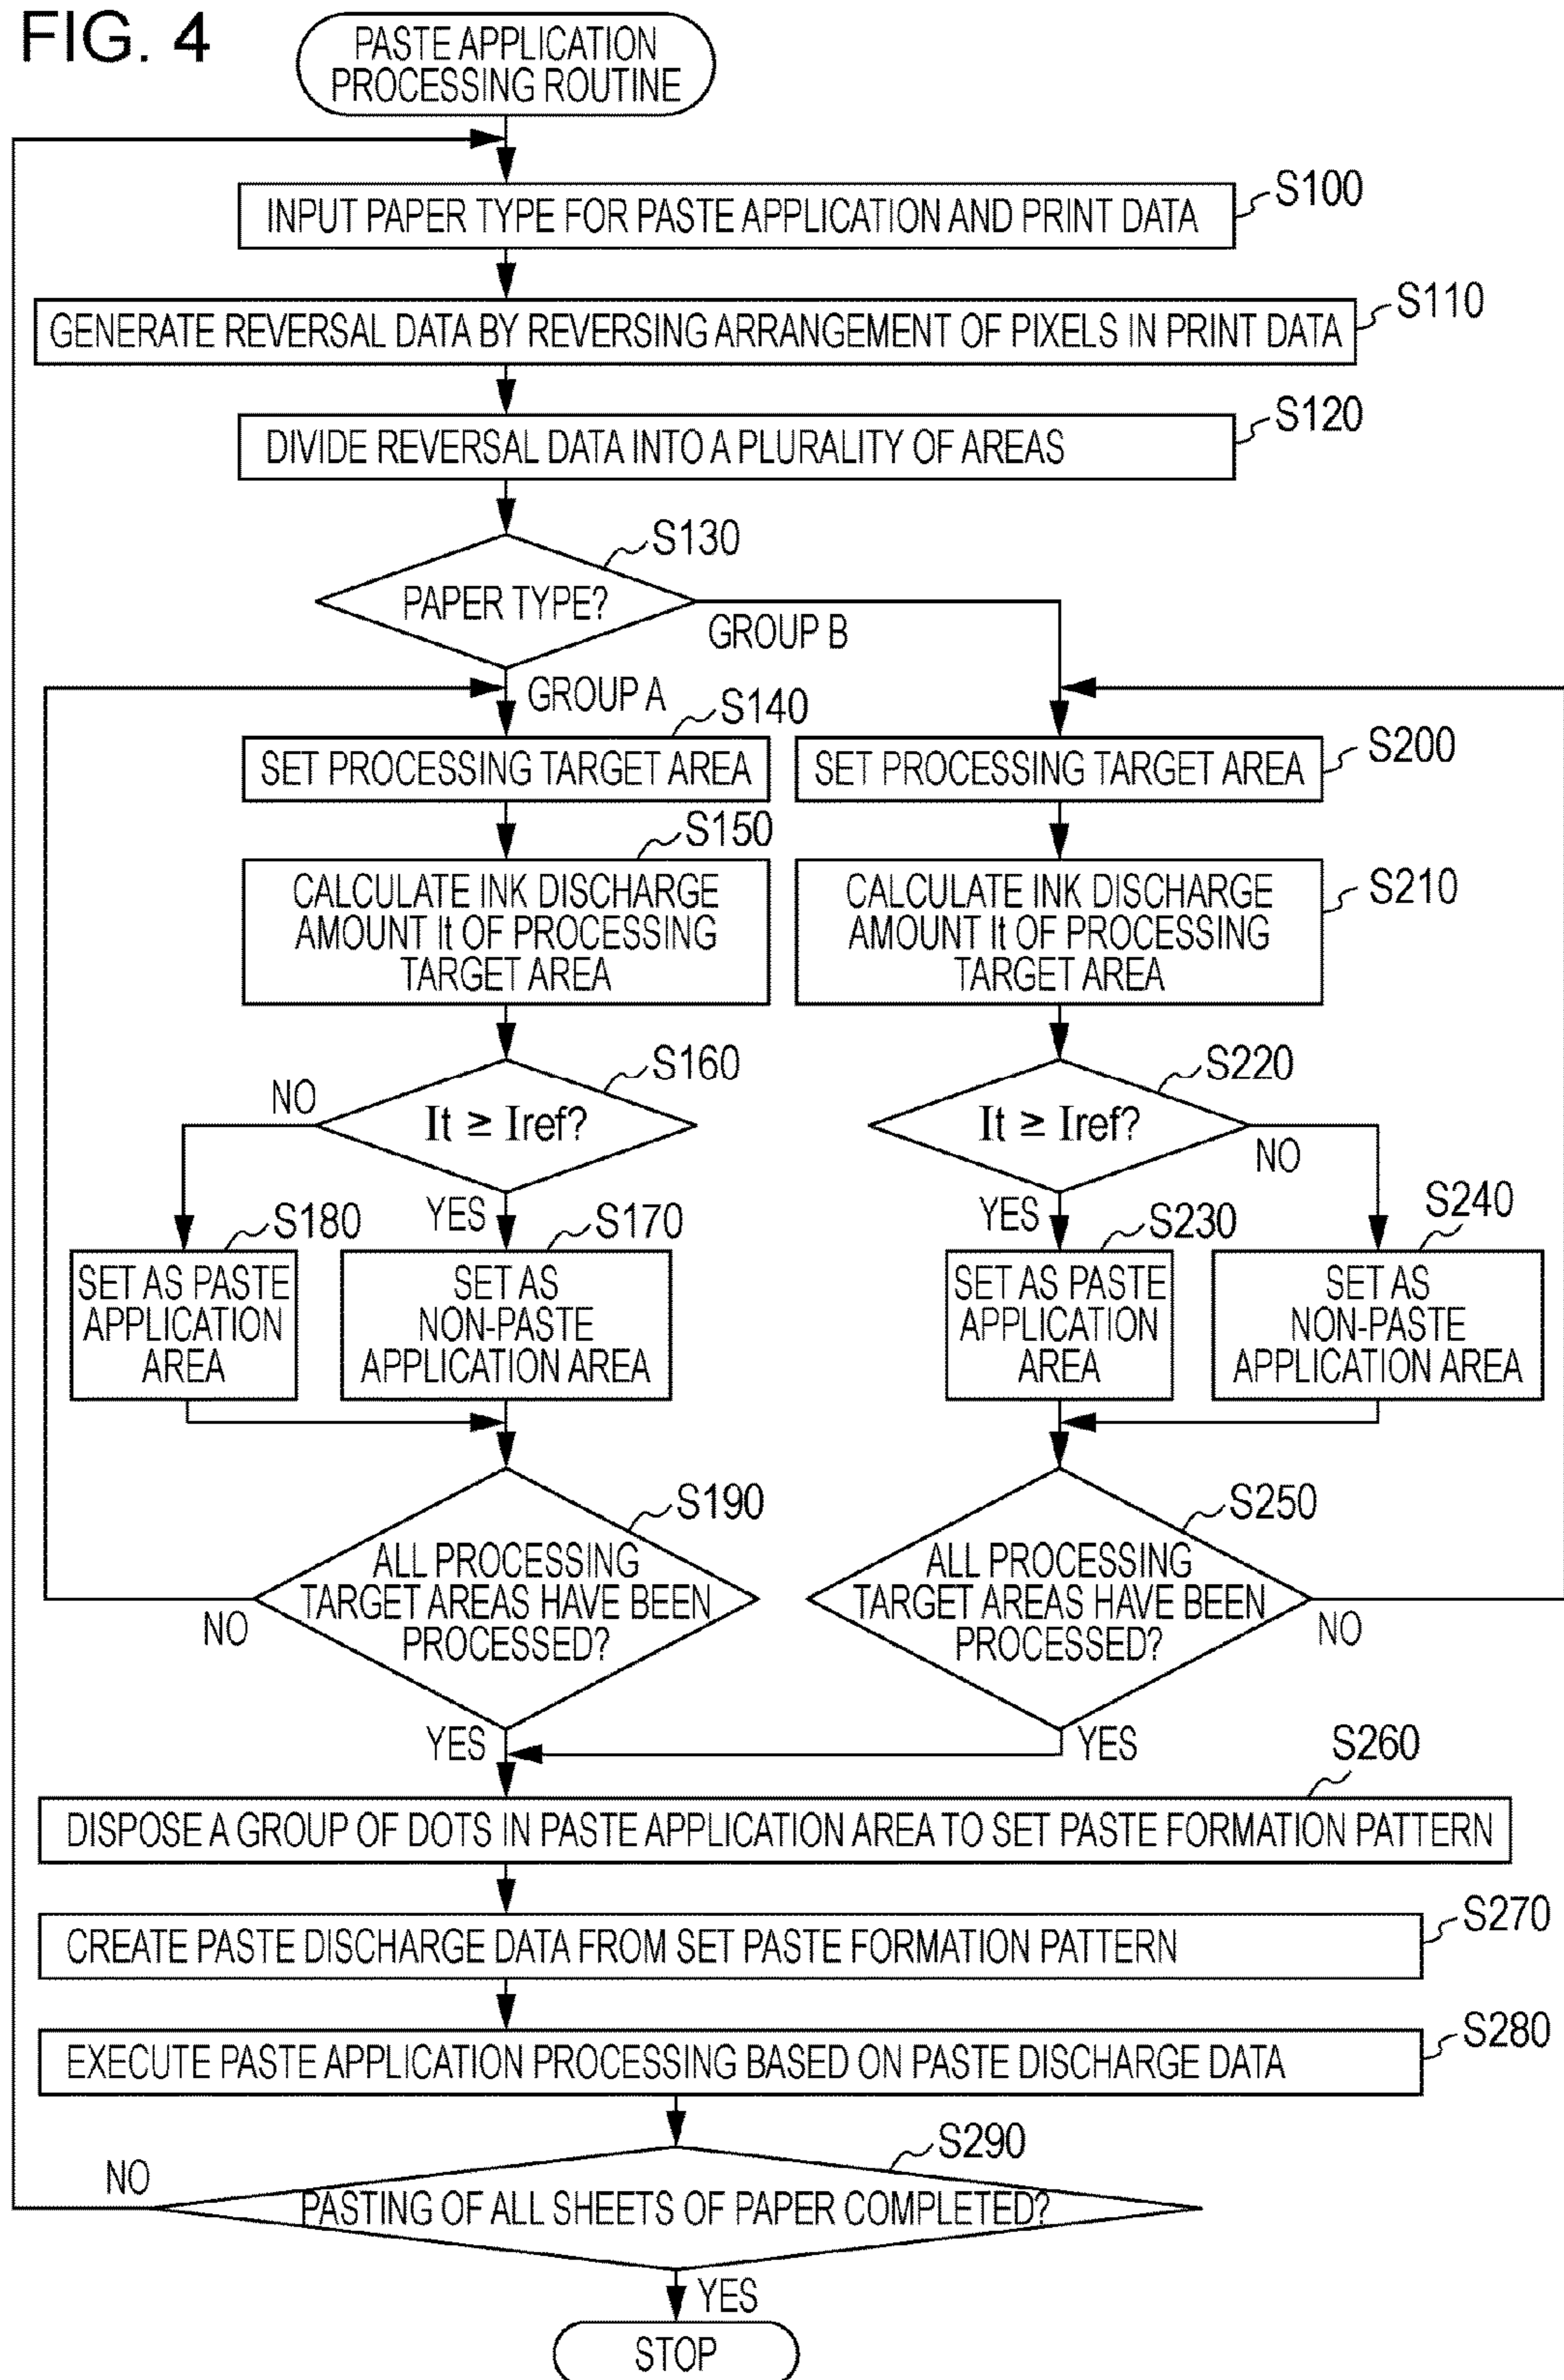 FIG. 4
PASTE APPLICATION
PROCESSING ROUTINE
S100
INPUT PAPER TYPE FOR PASTE APPLICATION AND PRINT DATA
S110
GENERATE REVERSAL DATA BY REVERSING ARRANGEMENT OF PIXELS IN PRINT DATA
S120
DIVIDE REVERSAL DATA INTO A PLURALITY OF AREAS
S130
PAPER TYPE?
GROUP B
GROUP A
S140
SET PROCESSING TARGET AREA
S150
CALCULATE INK DISCHARGE
AMOUNT It OF PROCESSING
TARGET AREA
S160
It ≥ Iref?
NO
YES
S180
SET AS PASTE
APPLICATION
AREA
S170
SET AS
NON-PASTE
APPLICATION AREA
S190
ALL PROCESSING
TARGET AREAS HAVE BEEN
PROCESSED?
NO
YES
S200
SET PROCESSING TARGET AREA
S210
CALCULATE INK DISCHARGE
AMOUNT It OF PROCESSING
TARGET AREA
S220
It ≥ Iref?
NO
YES
S230
SET AS PASTE
APPLICATION
AREA
S240
SET AS
NON-PASTE
APPLICATION AREA
S250
ALL PROCESSING
TARGET AREAS HAVE BEEN
PROCESSED?
NO
YES
S260
DISPOSE A GROUP OF DOTS IN PASTE APPLICATION AREA TO SET PASTE FORMATION PATTERN
S270
CREATE PASTE DISCHARGE DATA FROM SET PASTE FORMATION PATTERN
S280
EXECUTE PASTE APPLICATION PROCESSING BASED ON PASTE DISCHARGE DATA
S290
NO
PASTING OF ALL SHEETS OF PAPER COMPLETED?
YES
STOP